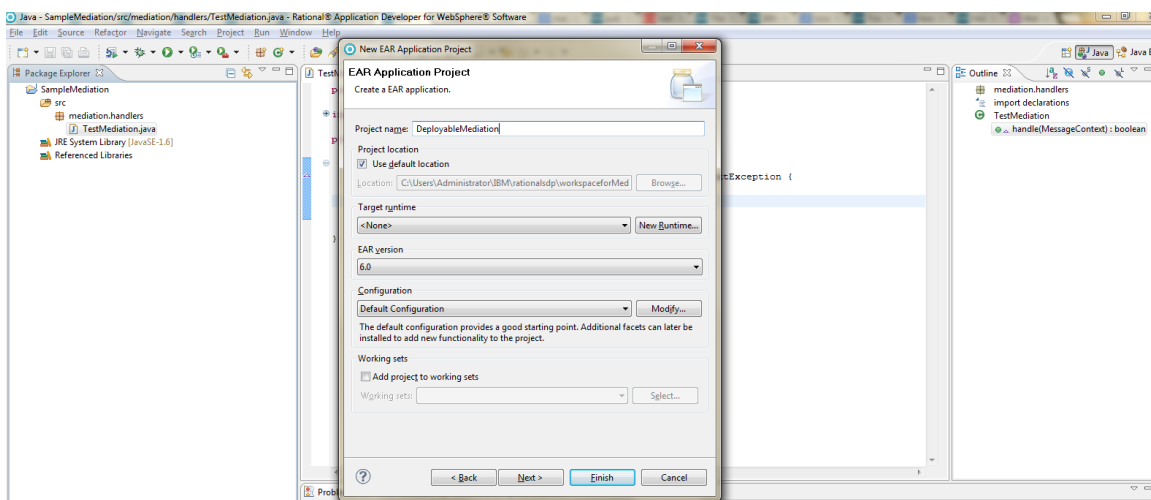 Java - SampleMediation/src/mediation/handlers/TestMediation.java - Rational® Application Developer for WebSphere® Software
File Edit Source Refactor Navigate Search Project Run Window Help
Java
Java E
Package Explorer
SampleMediation
src
mediation.handlers
TestMediation.java
JRE System Library [JavaSE-1.6]
Referenced Libraries
TestM
p
i
p
}
tException {
New EAR Application Project
EAR Application Project
Create a EAR application.
Project name: DeployableMediation
Project location
Use default location
Location: C:\Users\Administrator\IBM\rationalsdp\workspaceforMed Browse...
Target runtime
<None> New Runtime...
EAR version
6.0
Configuration
Default Configuration Modify...
The default configuration provides a good starting point. Additional facets can later be
installed to add new functionality to the project.
Working sets
Add project to working sets
Working sets: Select...
? < Back Next > Finish Cancel
Outline
mediation.handlers
import declarations
TestMediation
handle(MessageContext) : boolean
Proble